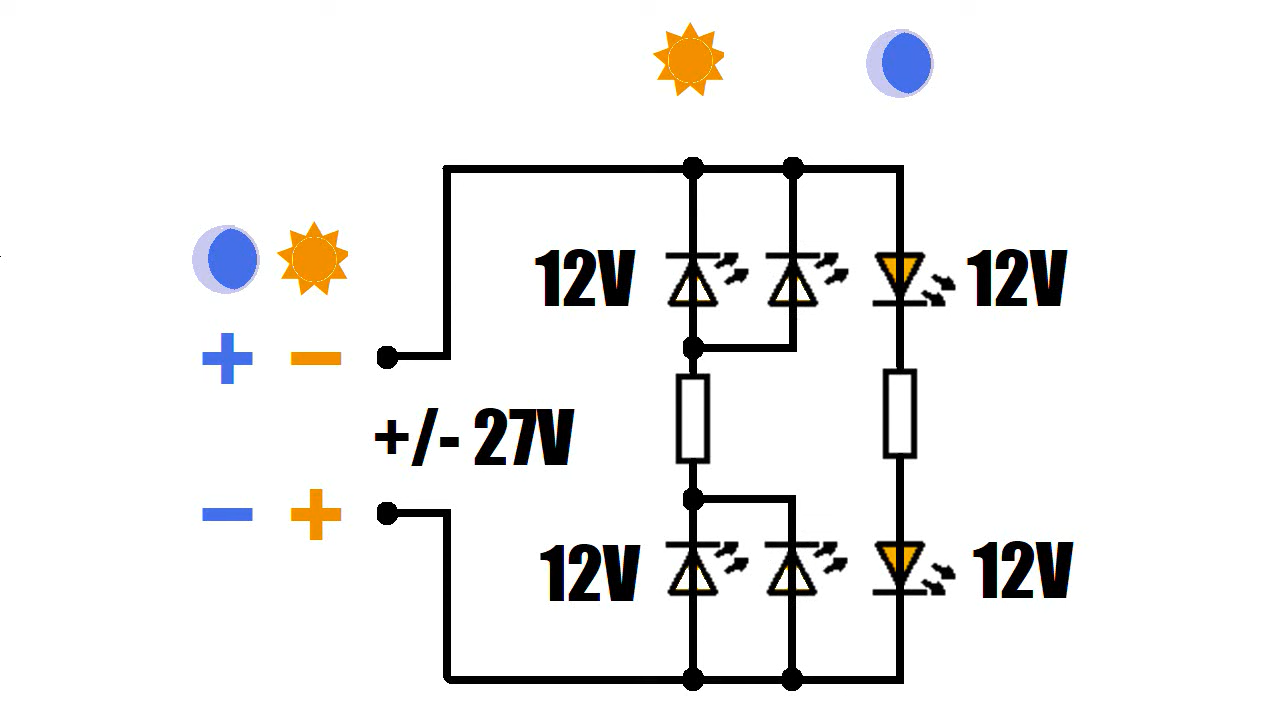 12V 12V
+ −
+/- 27V
− +
12V 12V